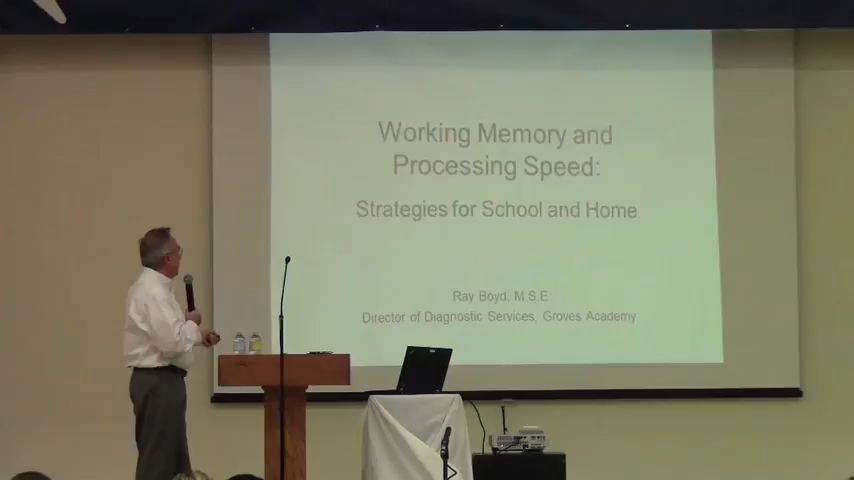 Working Memory and
Processing Speed:
Strategies for School and Home
Ray Boyd, M.S.E
Director of Diagnostic Services, Groves Academy